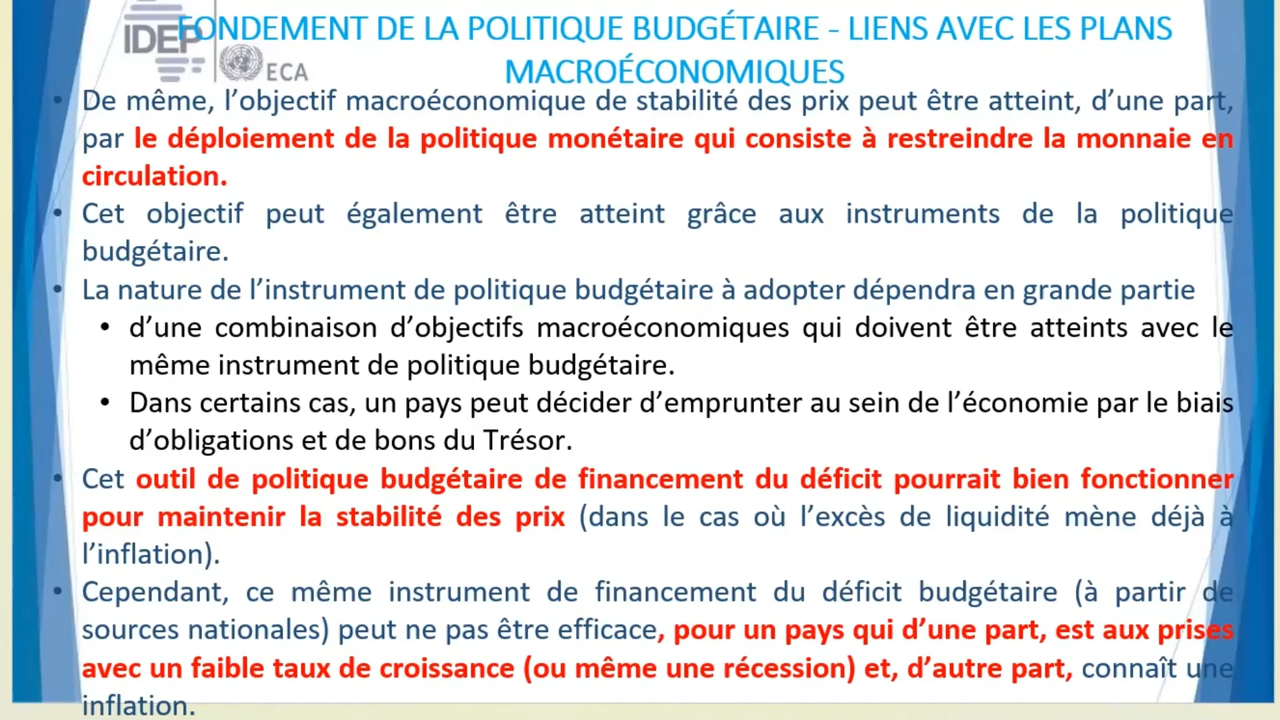 FONDEMENT DE LA POLITIQUE BUDGÉTAIRE - LIENS AVEC LES PLANS
MACROÉCONOMIQUES
IDEP
ECA
• De même, l’objectif macroéconomique de stabilité des prix peut être atteint, d’une part,
par le déploiement de la politique monétaire qui consiste à restreindre la monnaie en
circulation.
• Cet objectif peut également être atteint grâce aux instruments de la politique
budgétaire.
• La nature de l’instrument de politique budgétaire à adopter dépendra en grande partie
• d’une combinaison d’objectifs macroéconomiques qui doivent être atteints avec le
même instrument de politique budgétaire.
• Dans certains cas, un pays peut décider d’emprunter au sein de l’économie par le biais
d’obligations et de bons du Trésor.
• Cet outil de politique budgétaire de financement du déficit pourrait bien fonctionner
pour maintenir la stabilité des prix (dans le cas où l’excès de liquidité mène déjà à
l’inflation).
• Cependant, ce même instrument de financement du déficit budgétaire (à partir de
sources nationales) peut ne pas être efficace, pour un pays qui d’une part, est aux prises
avec un faible taux de croissance (ou même une récession) et, d’autre part, connaît une
inflation.